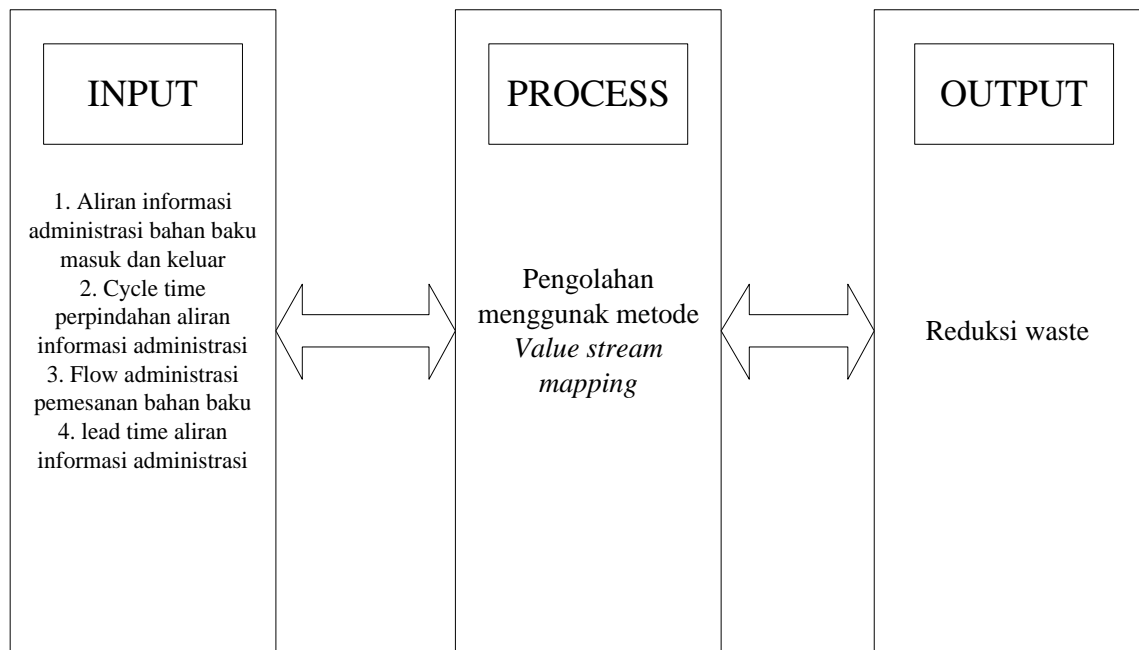 INPUT
1. Aliran informasi
administrasi bahan baku
masuk dan keluar
2. Cycle time
perpindahan aliran
informasi administrasi
3. Flow administrasi
pemesanan bahan baku
4. lead time aliran
informasi administrasi
PROCESS
Pengolahan
menggunak metode
Value stream
mapping
OUTPUT
Reduksi waste